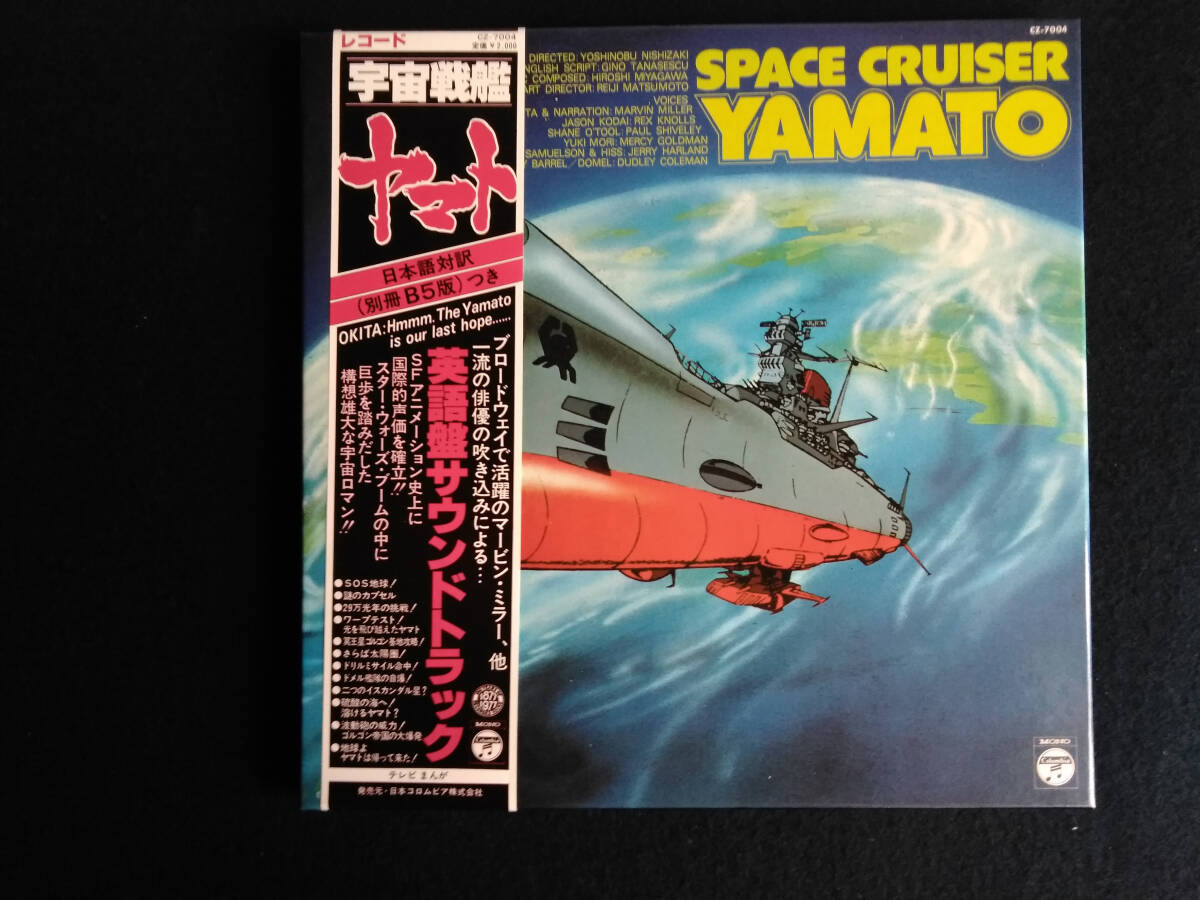 レコード
CZ-7004
定価¥2,000
宇宙戦艦
ヤマト
日本語対訳
(別冊B5版)つき
OKITA:Hmmm. The Yamato
is our last hope......
ブロードウェイで活躍のマービン・ミラー、他
一流の俳優の吹き込みによる…
英語盤サウンドトラック
SFアニメーション史上に
国際的声価を確立!!
スター・ウォーズ・ブームの中に
巨歩を踏みだした
構想雄大な宇宙ロマン!!
●SOS地球!
●謎のカプセル
●29万光年の挑戦!
●ワープテスト!
光を飛び越えたヤマト
●冥王星ゴルゴン基地攻略!
●さらば太陽圏!
●ドリルミサイル命中!
●ドメル艦隊の自爆!
●二つのイスカンダル星?
●硫酸の海へ!
溶けるヤマト?
●波動砲の威力!
ゴルゴン帝国の大爆発
●地球よ
ヤマトは帰って来た!
1877
1977
MONO
テレビまんが
発売元・日本コロムビア株式会社
CZ-7004
SPACE CRUISER
YAMATO
DIRECTED: YOSHINOBU NISHIZAKI
ENGLISH SCRIPT: GINO TANASESCU
COMPOSED: HIROSHI MIYAGAWA
ART DIRECTOR: REIJI MATSUMOTO
VOICES
TA & NARRATION: MARVIN MILLER
JASON KODAI: REX KNOLLS
SHANE O'TOOL: PAUL SHIVELEY
YUKI MORI: MERCY GOLDMAN
SAMUELSON & HISS: JERRY HARLAND
Y BARREL/DOMEL: DUDLEY COLEMAN
MONO
Columbia